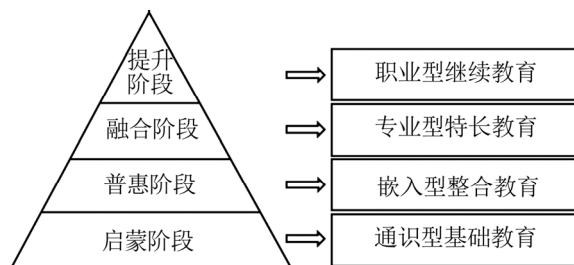 提升
阶段
职业型继续教育
融合阶段
专业型特长教育
普惠阶段
嵌入型整合教育
启蒙阶段
通识型基础教育